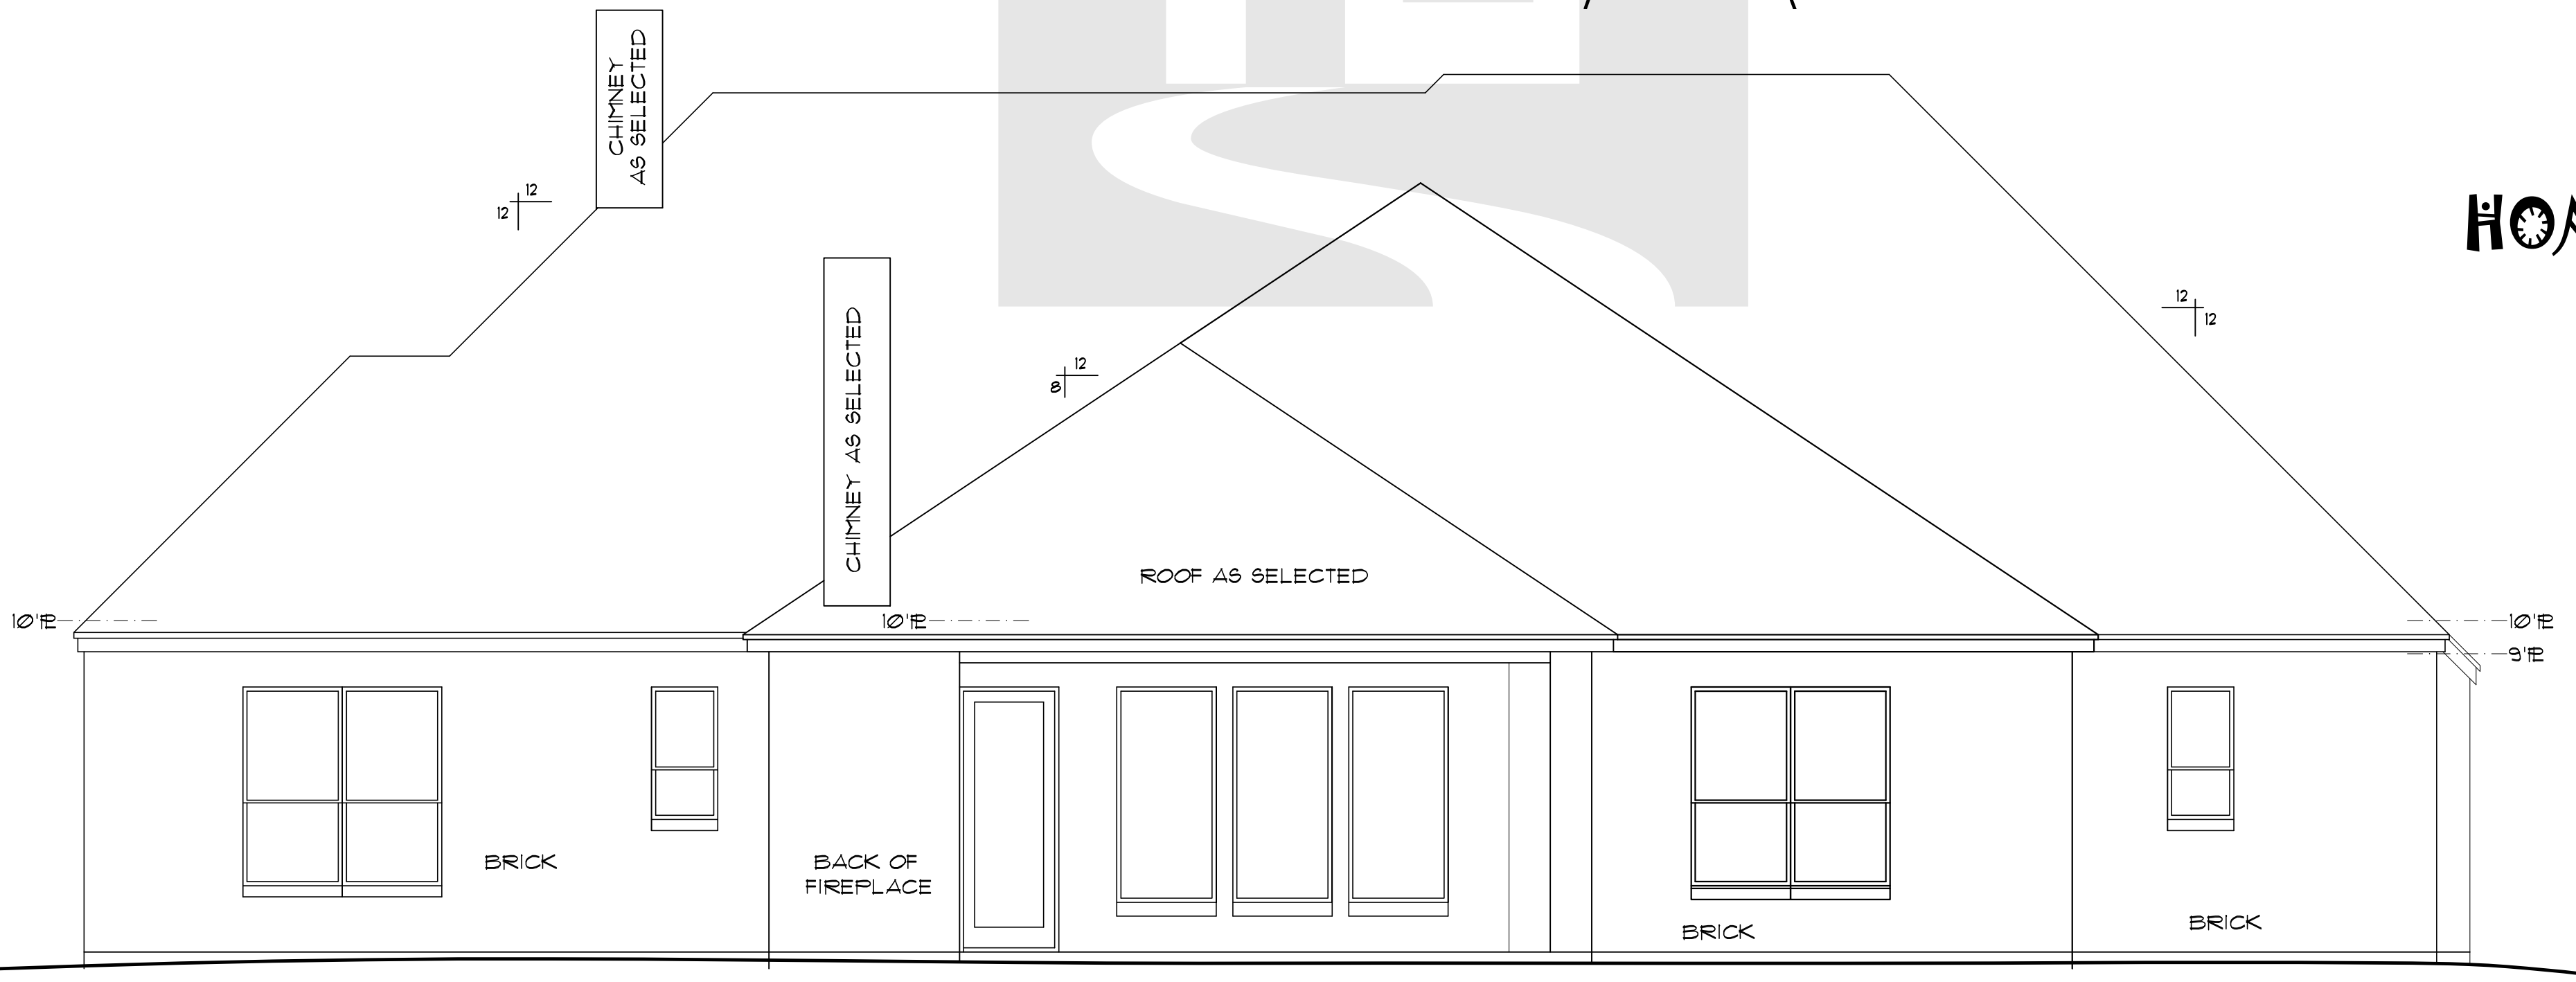 CHIMNEY
AS SELECTED
12
12
12
12
CHIMNEY AS SELECTED
12
8
ROOF AS SELECTED
10'PL
10'PL
10'PL
9'PL
BRICK
BACK OF
FIREPLACE
BRICK
BRICK